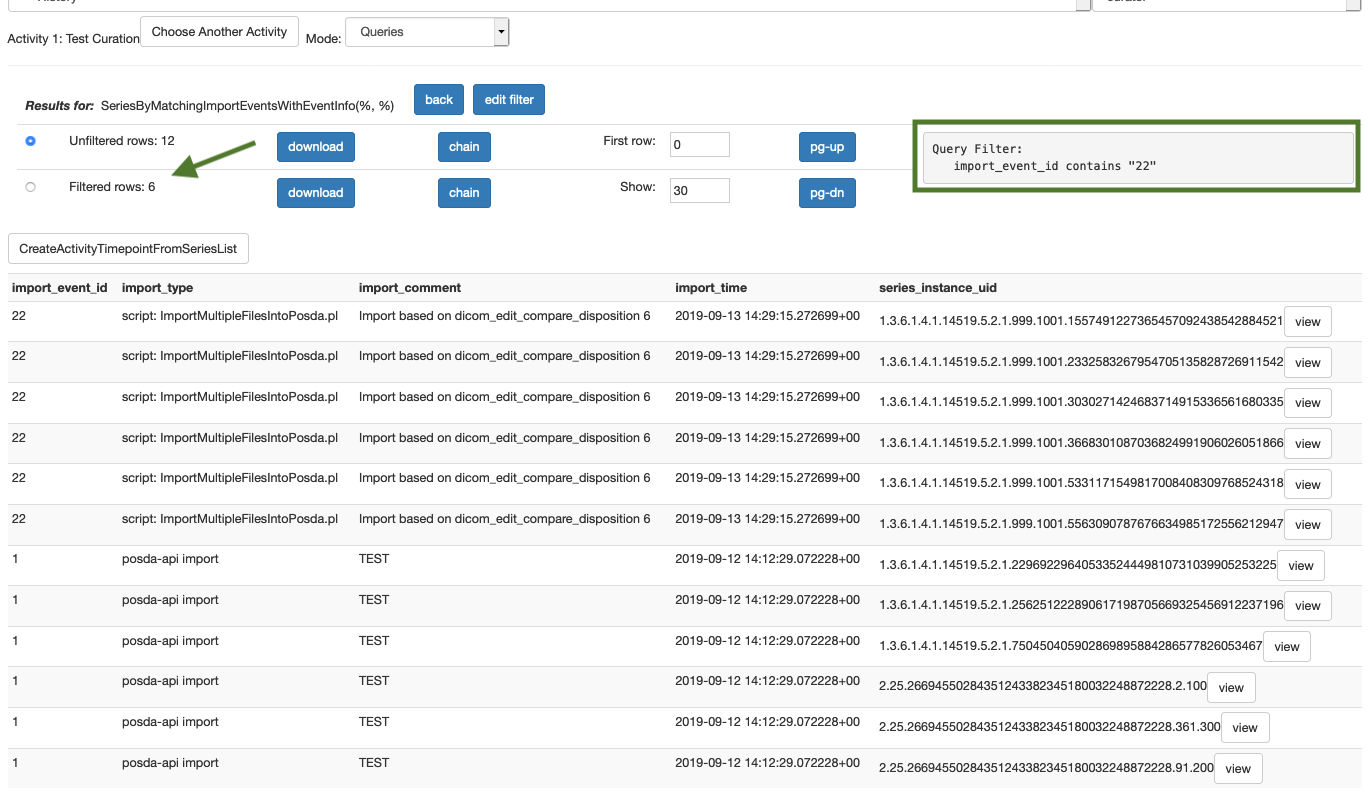 Activity 1: Test Curation Choose Another Activity Mode: Queries
Results for: SeriesByMatchingImportEventsWithEventInfo(%, %) back edit filter
Unfiltered rows: 12 download chain First row: 0 pg-up
Filtered rows: 6 download chain Show: 30 pg-dn
Query Filter:
import_event_id contains "22"
CreateActivityTimepointFromSeriesList
import_event_id import_type import_comment import_time series_instance_uid
22 script: ImportMultipleFilesIntoPosda.pl Import based on dicom_edit_compare_disposition 6 2019-09-13 14:29:15.272699+00 1.3.6.1.4.1.14519.5.2.1.999.1001.155749122736545709243854288452​1 view
22 script: ImportMultipleFilesIntoPosda.pl Import based on dicom_edit_compare_disposition 6 2019-09-13 14:29:15.272699+00 1.3.6.1.4.1.14519.5.2.1.999.1001.23325832679547051358287269​11542 view
22 script: ImportMultipleFilesIntoPosda.pl Import based on dicom_edit_compare_disposition 6 2019-09-13 14:29:15.272699+00 1.3.6.1.4.1.14519.5.2.1.999.1001.303027142468371491533656168​0335 view
22 script: ImportMultipleFilesIntoPosda.pl Import based on dicom_edit_compare_disposition 6 2019-09-13 14:29:15.272699+00 1.3.6.1.4.1.14519.5.2.1.999.1001.366830108703682499190602605​1866 view
22 script: ImportMultipleFilesIntoPosda.pl Import based on dicom_edit_compare_disposition 6 2019-09-13 14:29:15.272699+00 1.3.6.1.4.1.14519.5.2.1.999.1001.533117154981700840830976852​4318 view
22 script: ImportMultipleFilesIntoPosda.pl Import based on dicom_edit_compare_disposition 6 2019-09-13 14:29:15.272699+00 1.3.6.1.4.1.14519.5.2.1.999.1001.556309078767663498517255621​2947 view
1 posda-api import TEST 2019-09-12 14:12:29.072228+00 1.3.6.1.4.1.14519.5.2.1.229692296405335244498107310399052532​25 view
1 posda-api import TEST 2019-09-12 14:12:29.072228+00 1.3.6.1.4.1.14519.5.2.1.256251222890617198705669325456912237196 view
1 posda-api import TEST 2019-09-12 14:12:29.072228+00 1.3.6.1.4.1.14519.5.2.1.7504504059028698958842865778260534​67 view
1 posda-api import TEST 2019-09-12 14:12:29.072228+00 2.25.266945502843512433823451800322488722​28.2.100 view
1 posda-api import TEST 2019-09-12 14:12:29.072228+00 2.25.26694550284351243382345180032248872228.361.300 view
1 posda-api import TEST 2019-09-12 14:12:29.072228+00 2.25.26694550284351243382345180032248872228.91.200 view